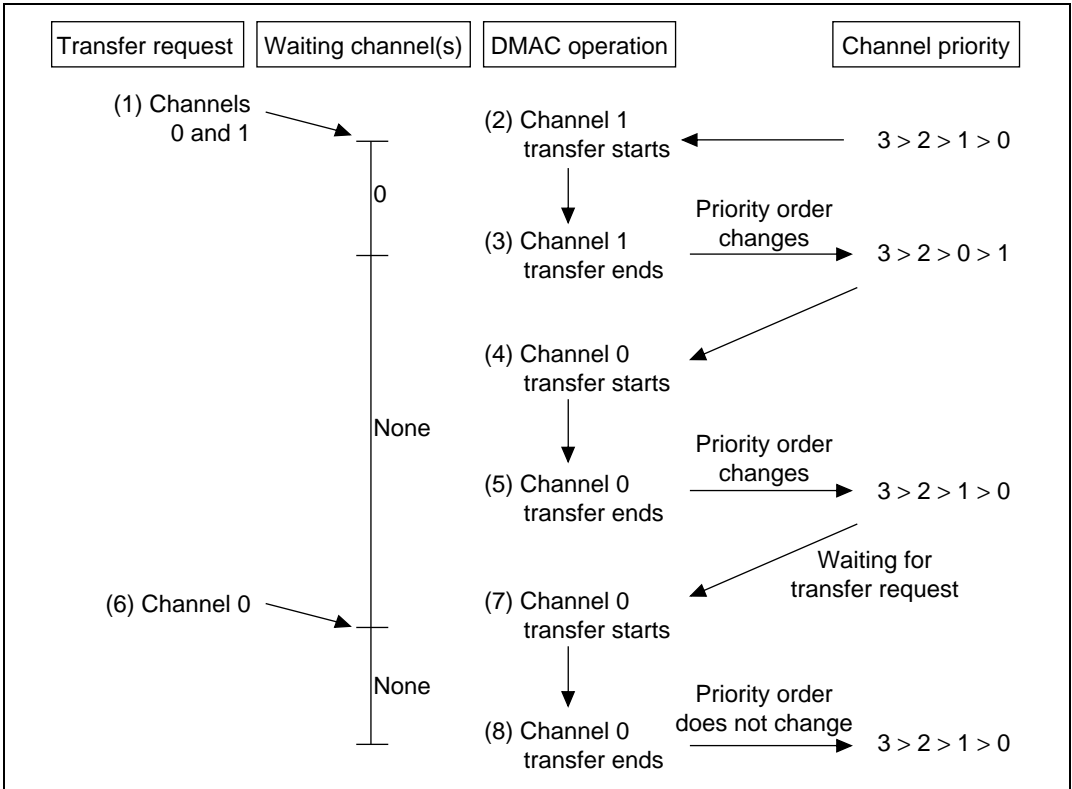 Transfer request
Waiting channel(s)
DMAC operation
Channel priority
(1) Channels
0 and 1
(2) Channel 1
transfer starts
3 > 2 > 1 > 0
0
Priority order
changes
(3) Channel 1
transfer ends
3 > 2 > 0 > 1
(4) Channel 0
transfer starts
None
Priority order
changes
(5) Channel 0
transfer ends
3 > 2 > 1 > 0
Waiting for
transfer request
(6) Channel 0
(7) Channel 0
transfer starts
None
Priority order
does not change
(8) Channel 0
transfer ends
3 > 2 > 1 > 0